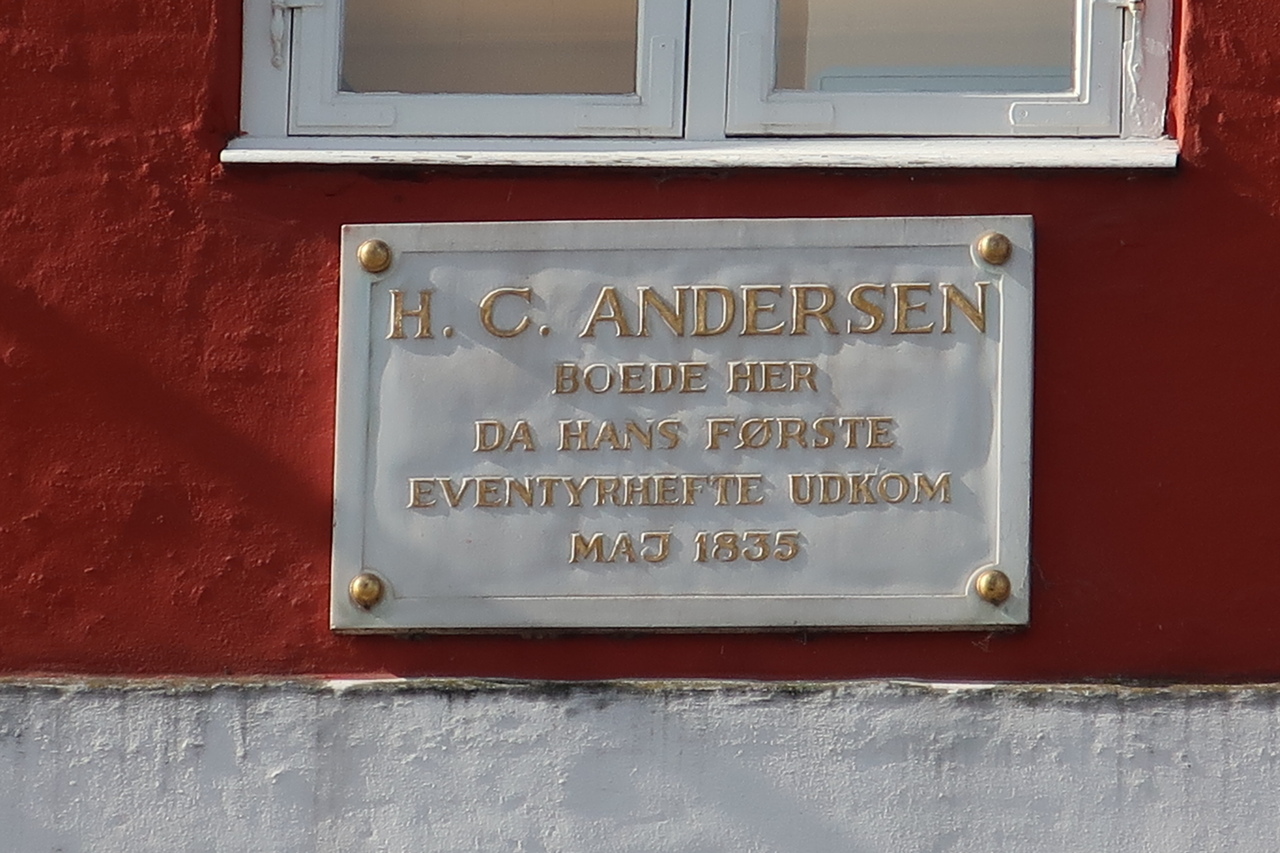 H. C. ANDERSEN
BOEDE HER
DA HANS FØRSTE
EVENTYRHEFTE UDKOM
MAJ 1835